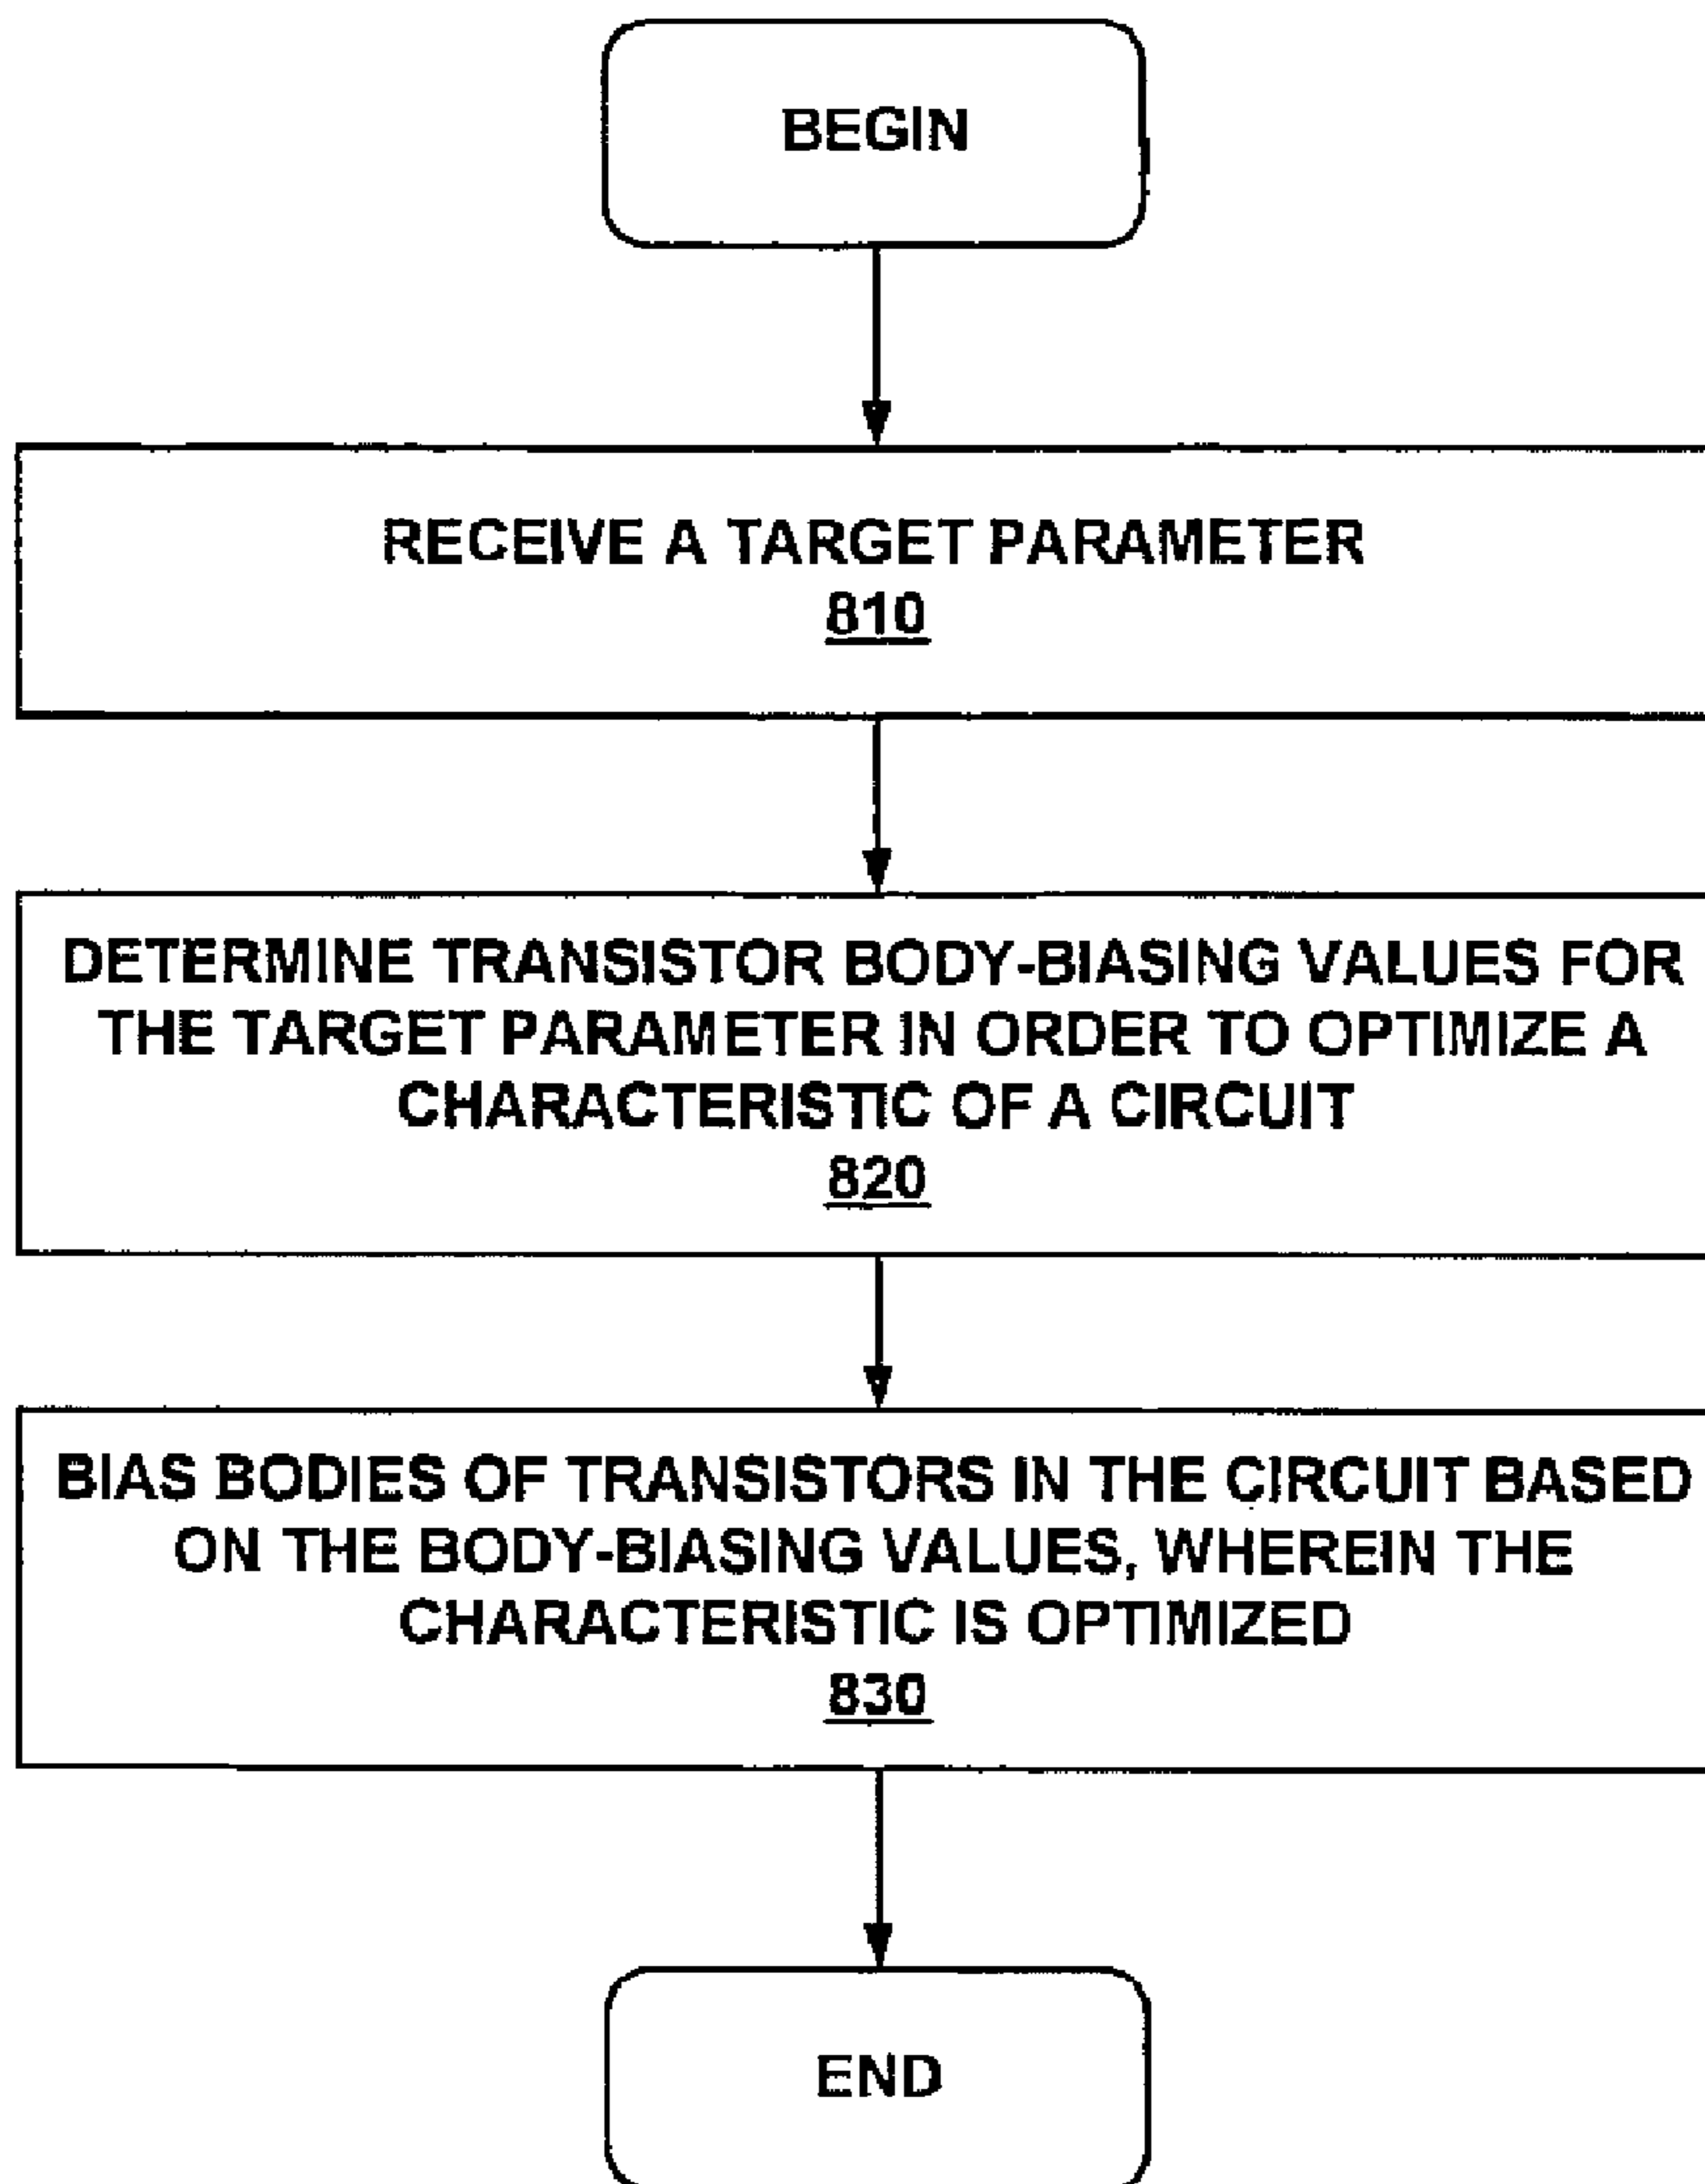 BEGIN
RECEIVE A TARGET PARAMETER
810
DETERMINE TRANSISTOR BODY-BIASING VALUES FOR
THE TARGET PARAMETER IN ORDER TO OPTIMIZE A
CHARACTERISTIC OF A CIRCUIT
820
BIAS BODIES OF TRANSISTORS IN THE CIRCUIT BASED
ON THE BODY-BIASING VALUES, WHEREIN THE
CHARACTERISTIC IS OPTIMIZED
830
END